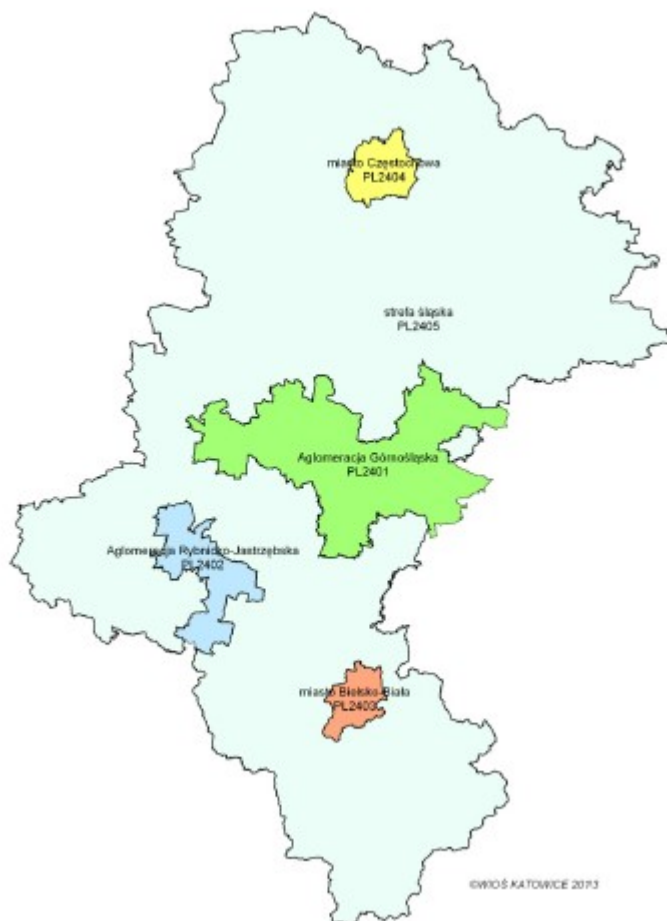 miasto Częstochowa
PL2404
strefa śląska
PL2405
Aglomeracja Górnośląska
PL2401
Aglomeracja Rybnicko-Jastrzębska
PL2402
miasto Bielsko-Biała
PL2403
©WIOŚ KATOWICE 2013